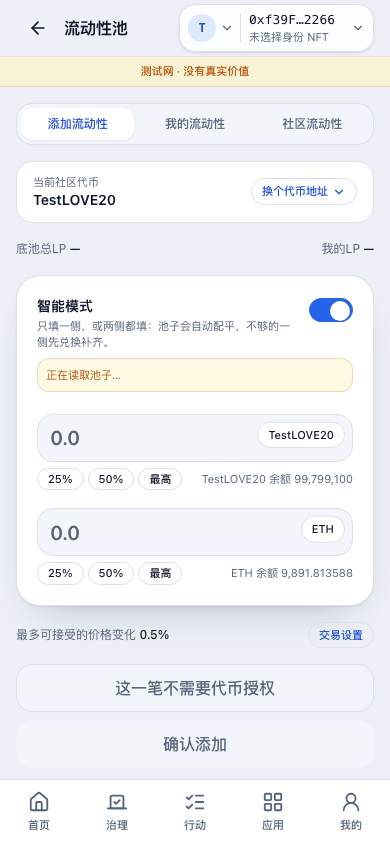 流动性池
T
0xf39F…2266
未选择身份 NFT
测试网 · 没有真实价值
添加流动性
我的流动性
社区流动性
当前社区代币
TestLOVE20
换个代币地址
底池总LP —
我的LP —
智能模式
只填一侧，或两侧都填：池子会自动配平，不够的一
侧先兑换补齐。
正在读取池子…
0.0
TestLOVE20
25%
50%
最高
TestLOVE20 余额 99,799,100
0.0
ETH
25%
50%
最高
ETH 余额 9,891.813588
最多可接受的价格变化 0.5%
交易设置
这一笔不需要代币授权
确认添加
首页
治理
行动
应用
我的